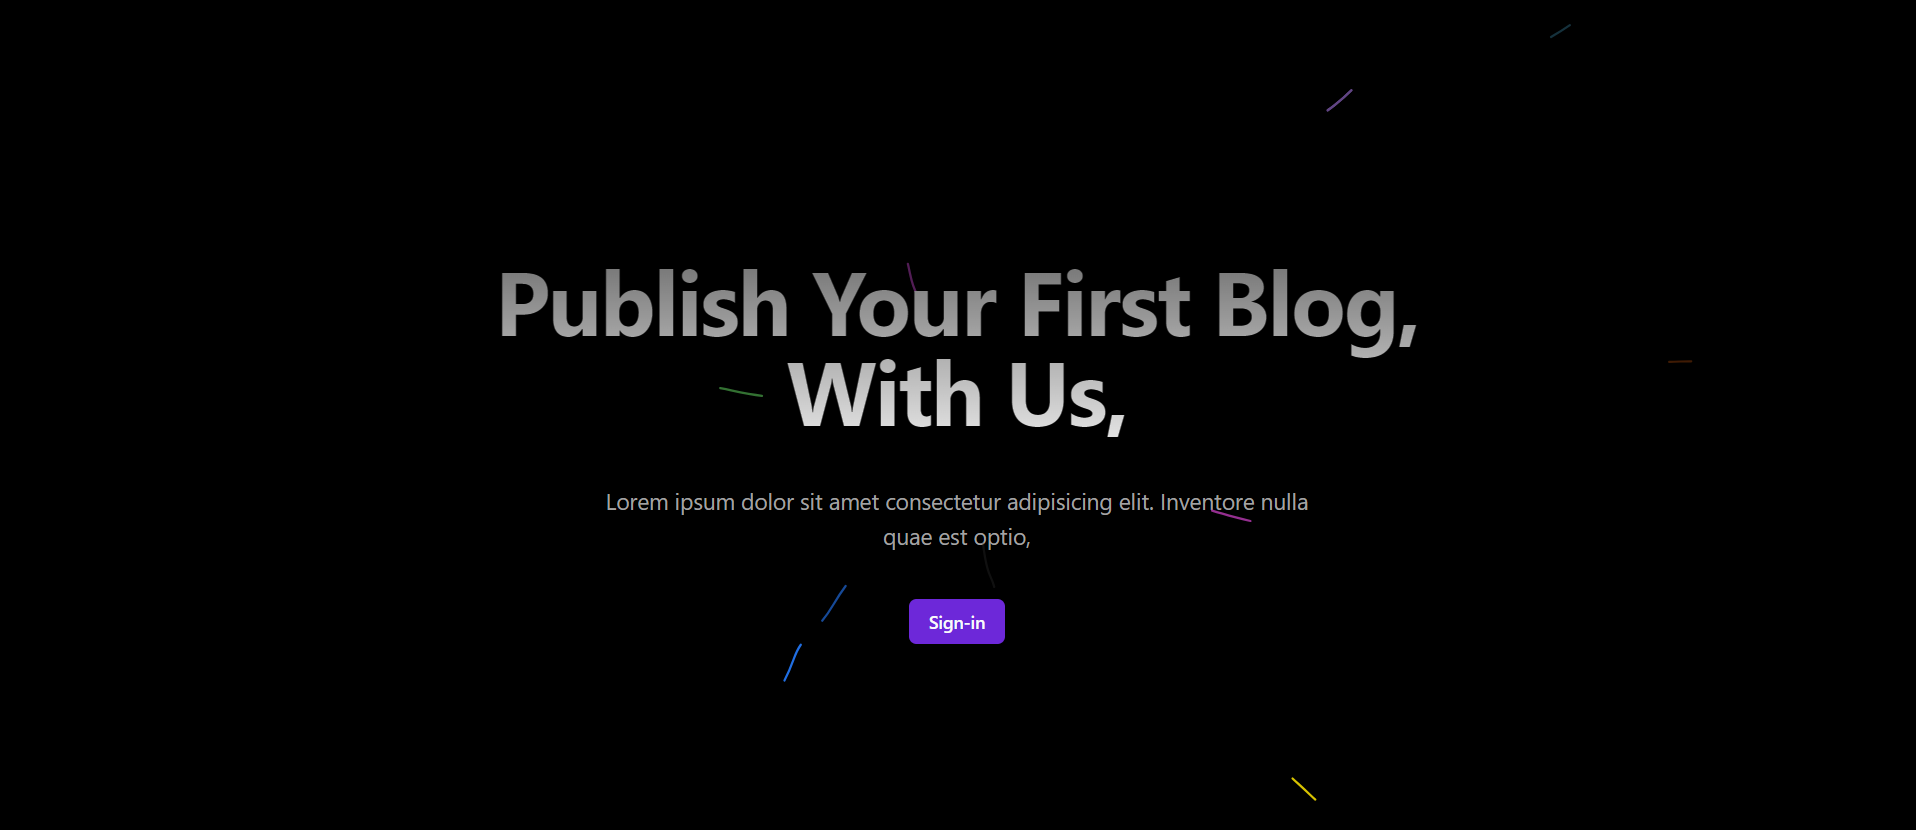 Publish Your First Blog,
With Us,
Lorem ipsum dolor sit amet consectetur adipisicing elit. Inventore nulla
quae est optio,
Sign-in